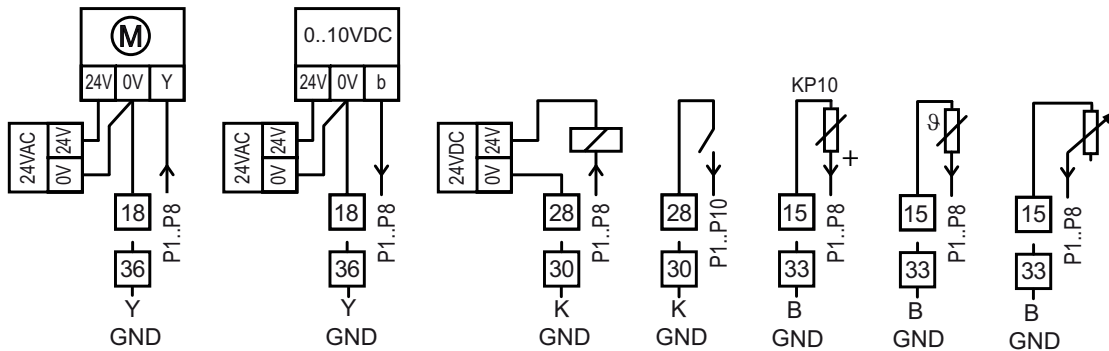 M
24V 0V Y
24VAC
24V
0V
18
36
P1..P8
Y
GND
0..10VDC
24V 0V b
24VAC
24V
0V
18
36
P1..P8
Y
GND
24VDC
24V
0V
28
30
P1..P8
K
GND
28
30
P1..P10
K
GND
KP10
+
15
33
P1..P8
B
GND
ϑ
15
33
P1..P8
B
GND
15
33
P1..P8
B
GND